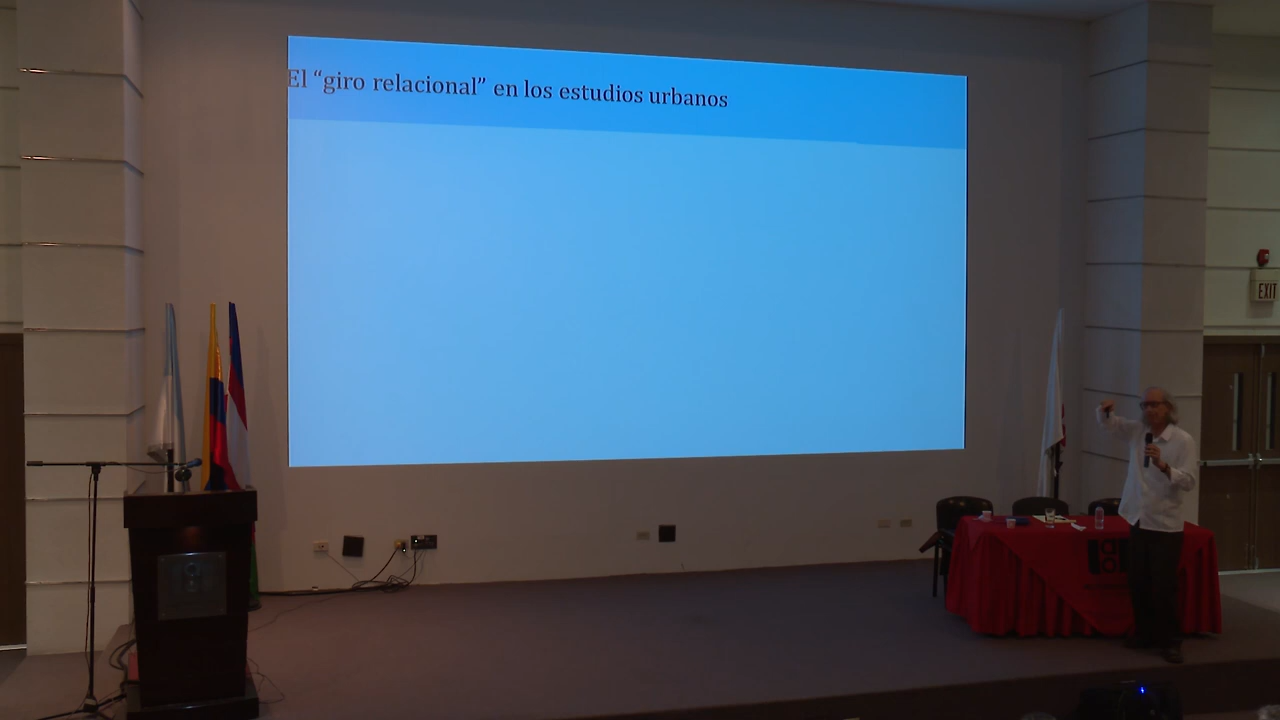 El “giro relacional” en los estudios urbanos
EXIT